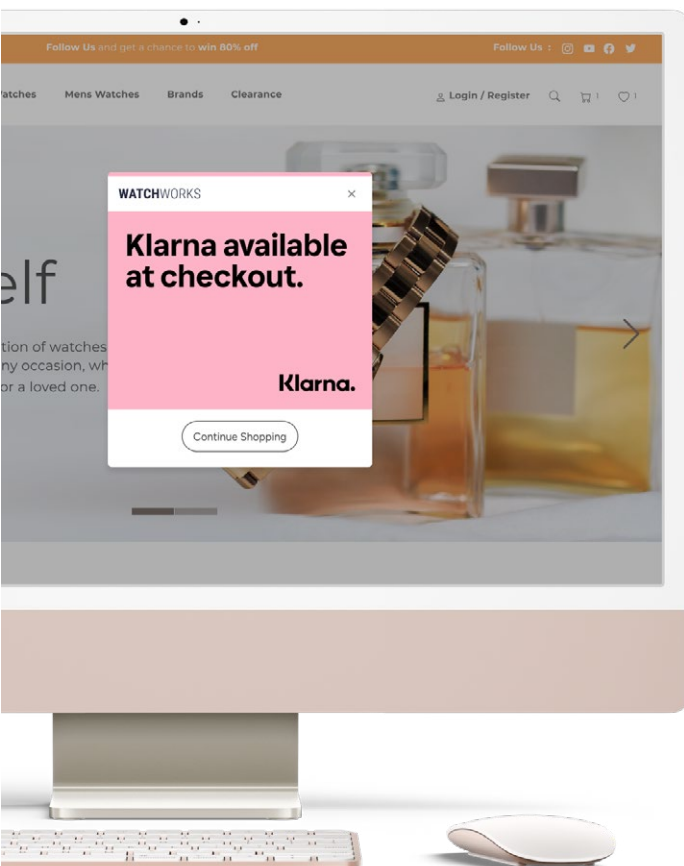 Follow Us and get a chance to win 80% off
Follow Us :
Mens Watches Brands Clearance
Login / Register
WATCHWORKS
×
Klarna available
at checkout.
elf
tion of watches
ny occasion, wh
or a loved one.
Klarna.
Continue Shopping